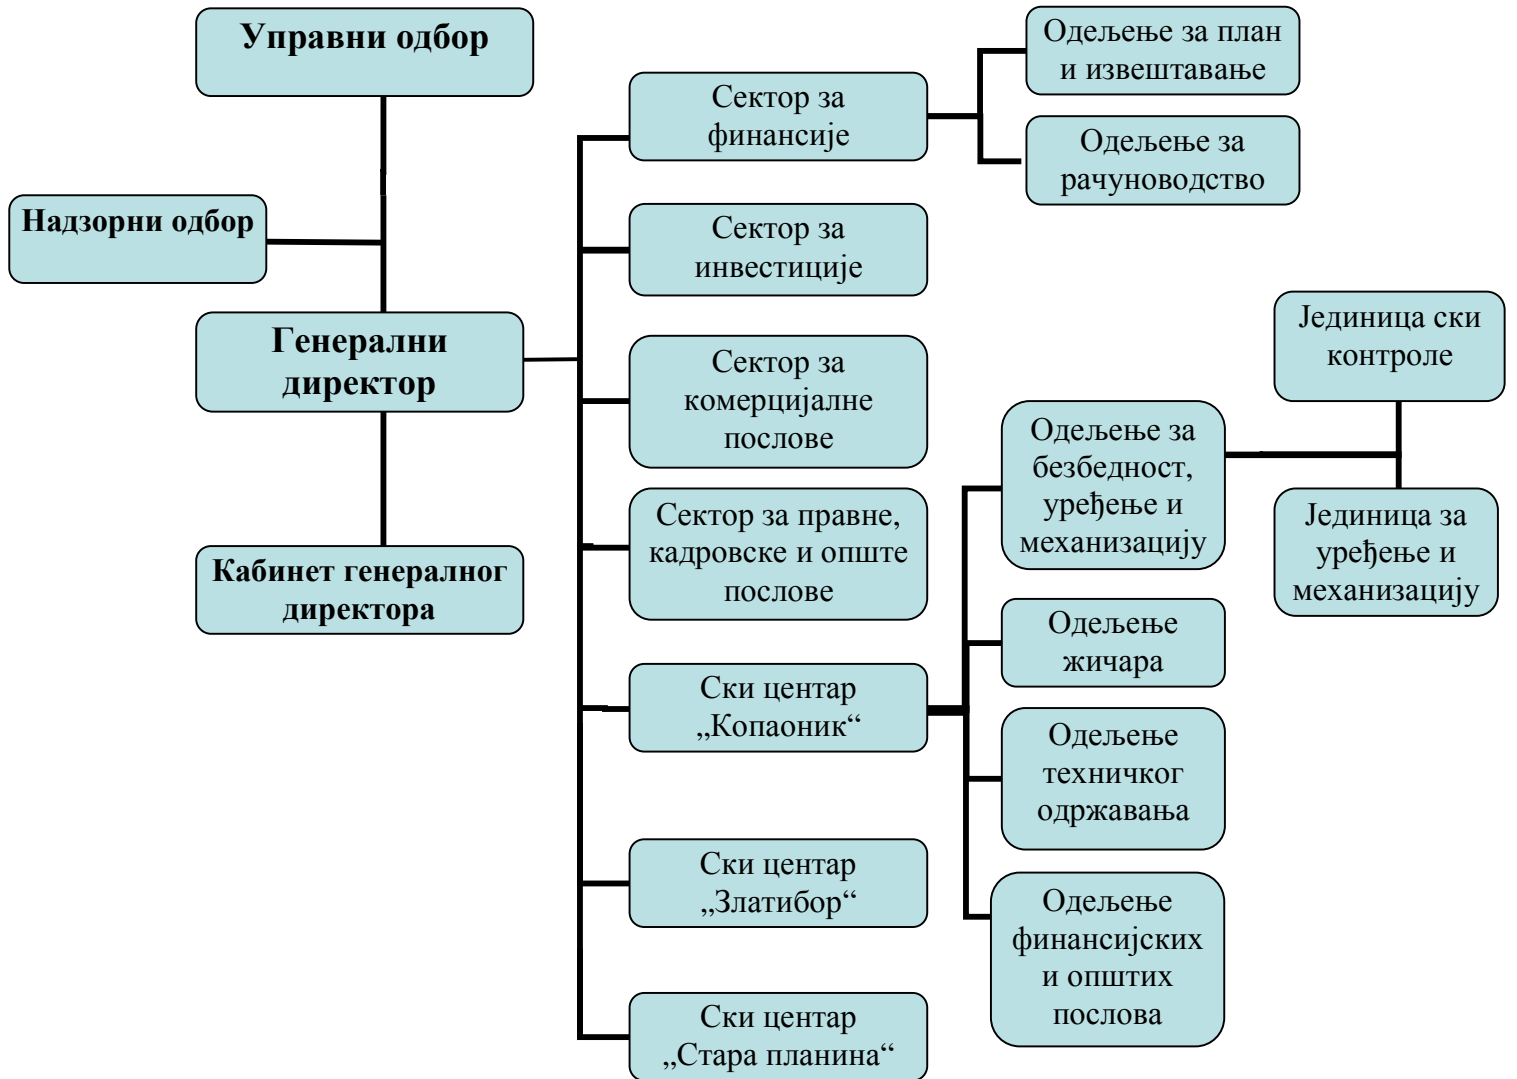 Управни одбор
Надзорни одбор
Генерални
директор
Кабинет генералног
директора
Сектор за
финансије
Сектор за
инвестиције
Сектор за
комерцијалне
послове
Сектор за правне,
кадровске и опште
послове
Ски центар
„Копаоник“
Ски центар
„Златибор“
Ски центар
„Стара планина“
Одељење за план
и извештавање
Одељење за
рачуноводство
Одељење за
безбедност,
уређење и
механизацију
Одељење
жичара
Одељење
техничког
одржавања
Одељење
финансијских
и општих
послова
Јединица ски
контроле
Јединица за
уређење и
механизацију